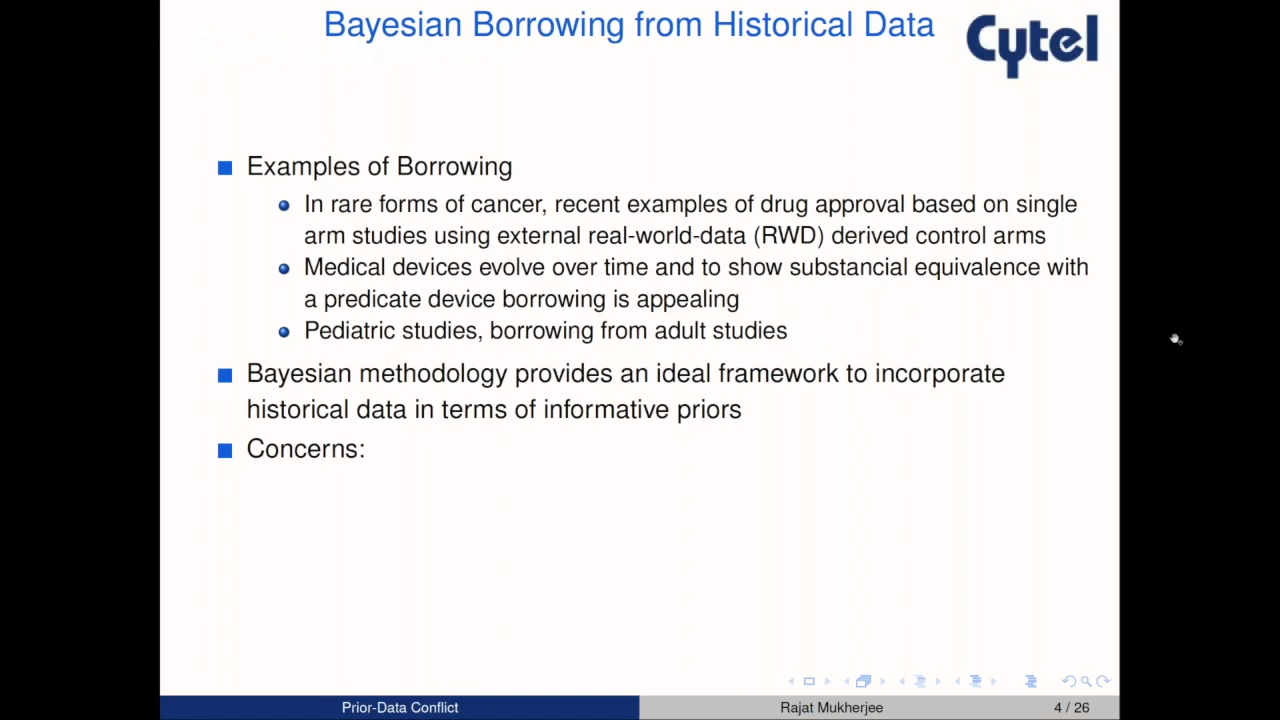 Bayesian Borrowing from Historical Data
Cytel
Examples of Borrowing
In rare forms of cancer, recent examples of drug approval based on single
arm studies using external real-world-data (RWD) derived control arms
Medical devices evolve over time and to show substancial equivalence with
a predicate device borrowing is appealing
Pediatric studies, borrowing from adult studies
Bayesian methodology provides an ideal framework to incorporate
historical data in terms of informative priors
Concerns:
Prior-Data Conflict
Rajat Mukherjee
4 / 26